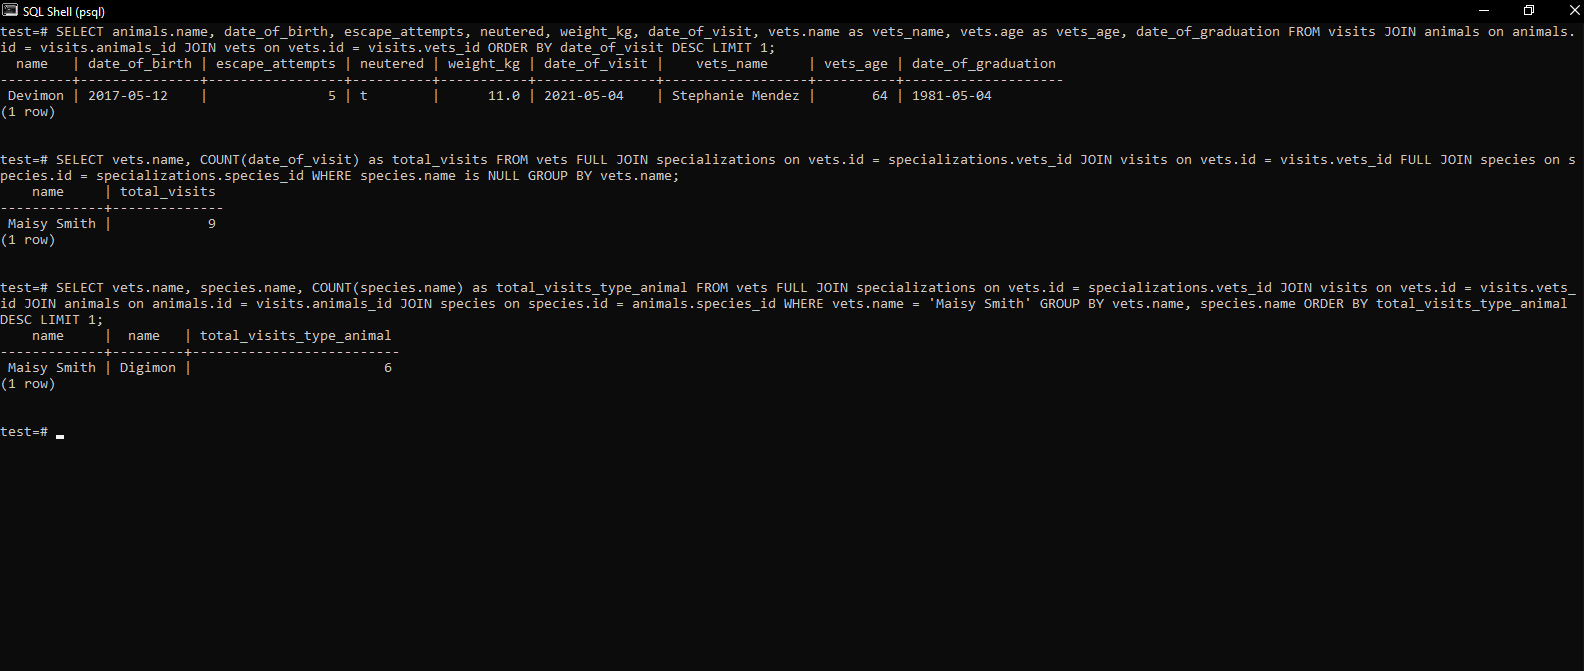 SQL Shell (psql)
test=# SELECT animals.name, date_of_birth, escape_attempts, neutered, weight_kg, date_of_visit, vets.name as vets_name, vets.age as vets_age, date_of_graduation FROM visits JOIN animals on animals.
id = visits.animals_id JOIN vets on vets.id = visits.vets_id ORDER BY date_of_visit DESC LIMIT 1;
  name   | date_of_birth | escape_attempts | neutered | weight_kg | date_of_visit |    vets_name     | vets_age | date_of_graduation
---------+---------------+-----------------+----------+-----------+---------------+------------------+----------+--------------------
 Devimon | 2017-05-12    |               5 | t        |      11.0 | 2021-05-04    | Stephanie Mendez |       64 | 1981-05-04
(1 row)
test=# SELECT vets.name, COUNT(date_of_visit) as total_visits FROM vets FULL JOIN specializations on vets.id = specializations.vets_id JOIN visits on vets.id = visits.vets_id FULL JOIN species on s
pecies.id = specializations.species_id WHERE species.name is NULL GROUP BY vets.name;
    name     | total_visits
-------------+--------------
 Maisy Smith |            9
(1 row)
test=# SELECT vets.name, species.name, COUNT(species.name) as total_visits_type_animal FROM vets FULL JOIN specializations on vets.id = specializations.vets_id JOIN visits on vets.id = visits.vets_
id JOIN animals on animals.id = visits.animals_id JOIN species on species.id = animals.species_id WHERE vets.name = 'Maisy Smith' GROUP BY vets.name, species.name ORDER BY total_visits_type_animal
DESC LIMIT 1;
    name     |  name   | total_visits_type_animal
-------------+---------+--------------------------
 Maisy Smith | Digimon |                        6
(1 row)
test=#